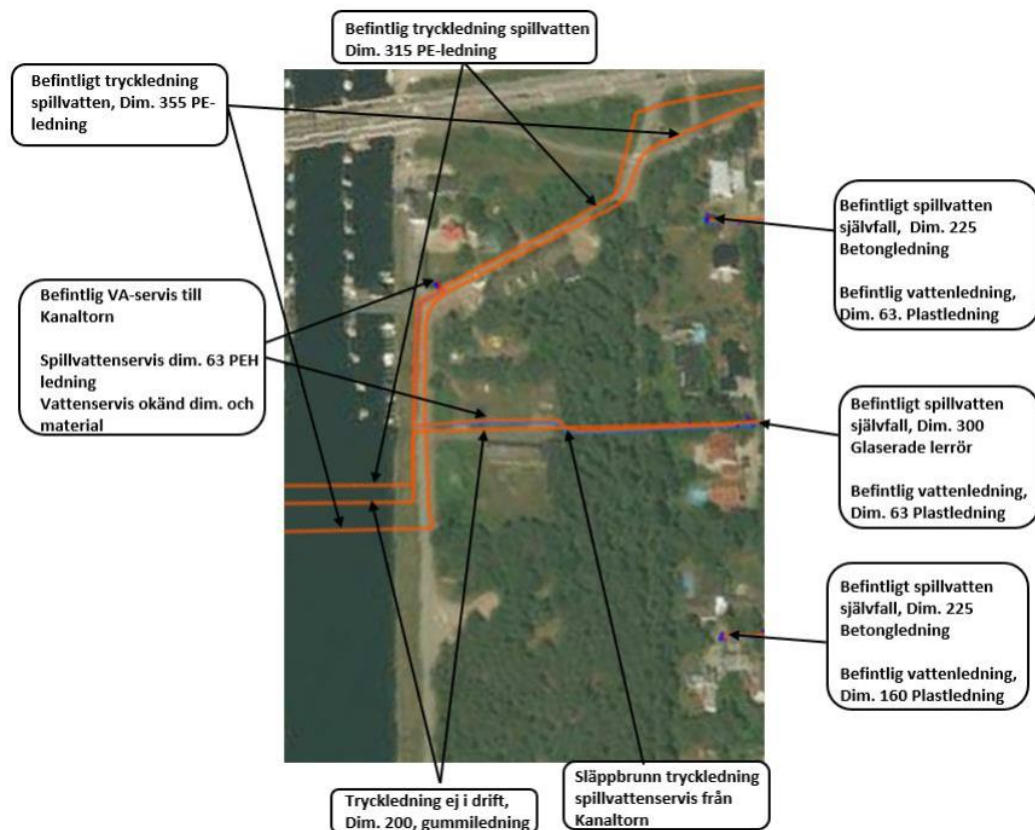 Befintlig tryckledning spillvatten
Dim. 315 PE-ledning
Befintligt tryckledning
spillvatten, Dim. 355 PE-
ledning
Befintligt spillvatten
självfall, Dim. 225
Betongledning
Befintlig vattenledning,
Dim. 63. Plastledning
Befintlig VA-servis till
Kanaltorn
Spillvattenservis dim. 63 PEH
ledning
Vattenservis okänd dim. och
material
Befintligt spillvatten
självfall, Dim. 300
Glaserade lerrör
Befintlig vattenledning,
Dim. 63 Plastledning
Befintligt spillvatten
självfall, Dim. 225
Betongledning
Befintlig vattenledning,
Dim. 160 Plastledning
Tryckledning ej i drift,
Dim. 200, gummiledning
Släppbrunn tryckledning
spillvattenservis från
Kanaltorn